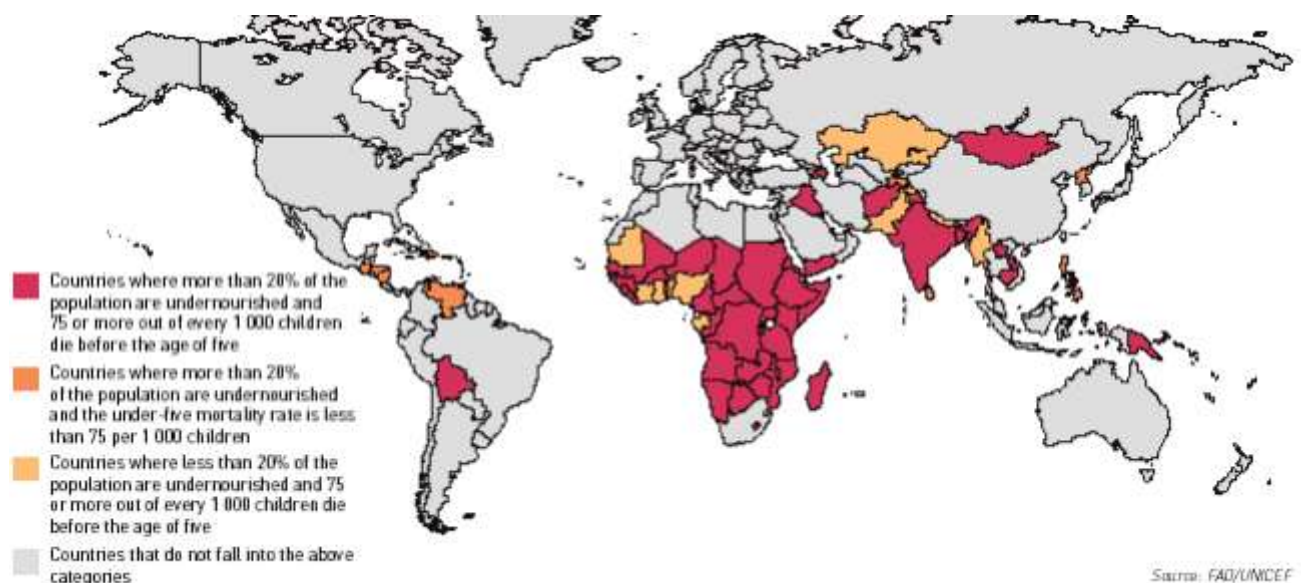 Countries where more than 20% of the
population are undernourished and
75 or more out of every 1 000 children
die before the age of five
Countries where more than 20%
of the population are undernourished
and the under-five mortality rate is less
than 75 per 1 000 children
Countries where less than 20% of the
population are undernourished and 75
or more out of every 1 000 children die
before the age of five
Countries that do not fall into the above
categories
Source: FAO/UNICEF